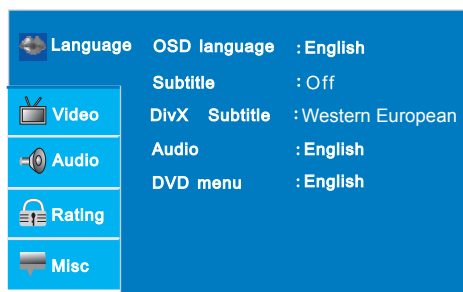 Language
OSD language : English
Subtitle : Off
DivX Subtitle : Western European
Audio : English
DVD menu : English
Video
Audio
Rating
Misc